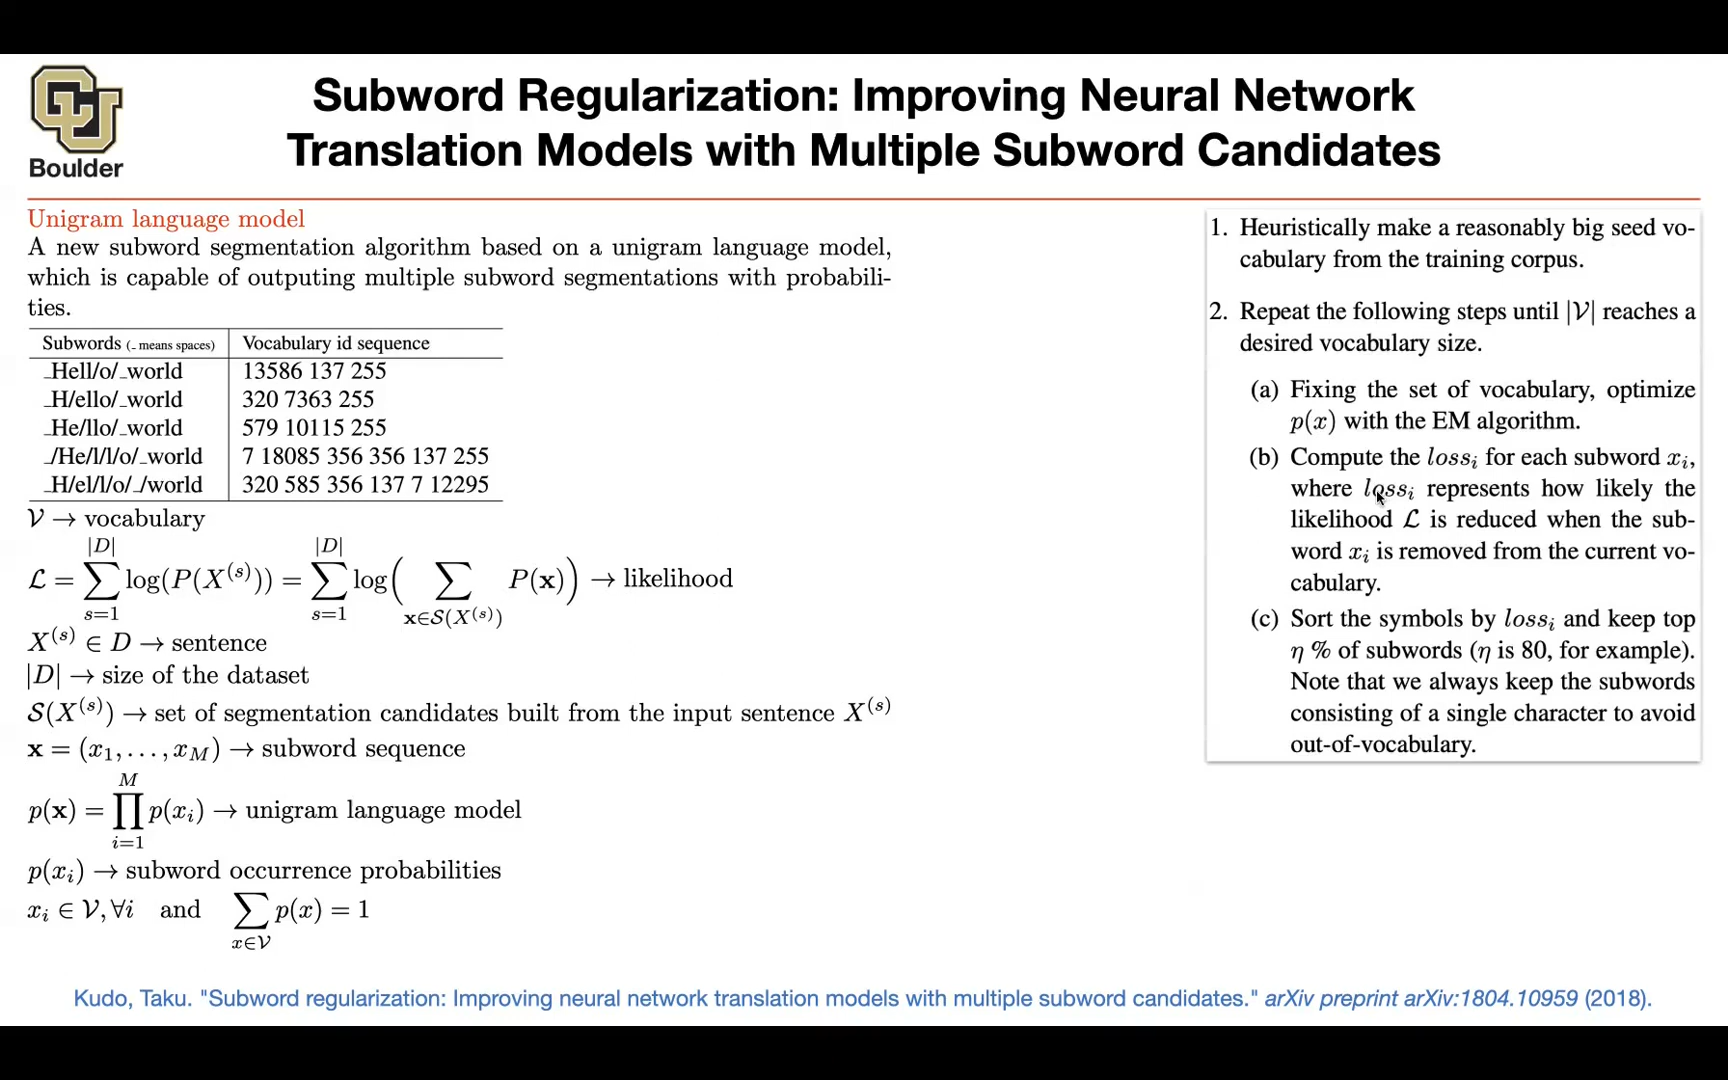 Boulder
Subword Regularization: Improving Neural Network
Translation Models with Multiple Subword Candidates
Unigram language model
A new subword segmentation algorithm based on a unigram language model,
which is capable of outputing multiple subword segmentations with probabili-
ties.
Subwords (_ means spaces) Vocabulary id sequence
_Hell/o/_world 13586 137 255
_H/ello/_world 320 7363 255
_He/llo/_world 579 10115 255
_/He/l/l/o/_world 7 18085 356 356 137 255
_H/el/l/o/_/world 320 585 356 137 7 12295
𝒱 → vocabulary
ℒ = ∑_{s=1}^{|D|} log(P(X^{(s)})) = ∑_{s=1}^{|D|} log( ∑_{𝐱∈𝒮(X^{(s)})} P(𝐱) ) → likelihood
X^{(s)} ∈ D → sentence
|D| → size of the dataset
𝒮(X^{(s)}) → set of segmentation candidates built from the input sentence X^{(s)}
𝐱 = (x_1, . . . , x_M) → subword sequence
p(𝐱) = ∏_{i=1}^{M} p(x_i) → unigram language model
p(x_i) → subword occurrence probabilities
x_i ∈ 𝒱, ∀i and ∑_{x∈𝒱} p(x) = 1
1. Heuristically make a reasonably big seed vo-
cabulary from the training corpus.
2. Repeat the following steps until |𝒱| reaches a
desired vocabulary size.
(a) Fixing the set of vocabulary, optimize
p(x) with the EM algorithm.
(b) Compute the loss_i for each subword x_i,
where loss_i represents how likely the
likelihood ℒ is reduced when the sub-
word x_i is removed from the current vo-
cabulary.
(c) Sort the symbols by loss_i and keep top
η % of subwords (η is 80, for example).
Note that we always keep the subwords
consisting of a single character to avoid
out-of-vocabulary.
Kudo, Taku. "Subword regularization: Improving neural network translation models with multiple subword candidates." arXiv preprint arXiv:1804.10959 (2018).